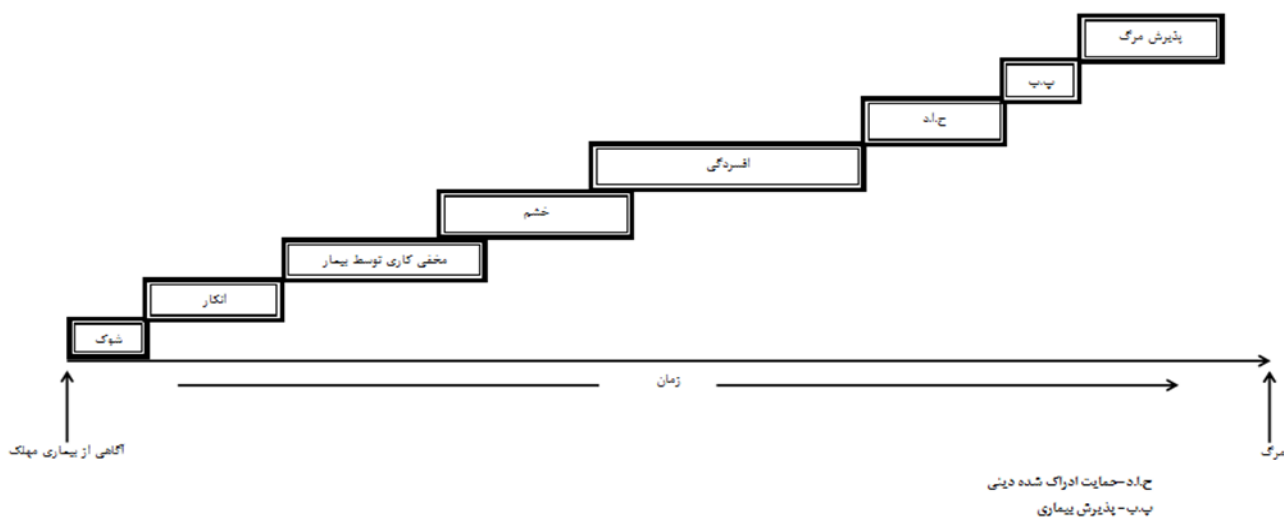 پذیرش مرگ
پ.ب
ح.ا.د
افسردگی
خشم
مخفی کاری توسط بیمار
انکار
شوک
زمان
آگاهی از بیماری مهلک
مرگ
ح.ا.د-حمایت ادراک شده دینی
پ.ب-پذیرش بیماری